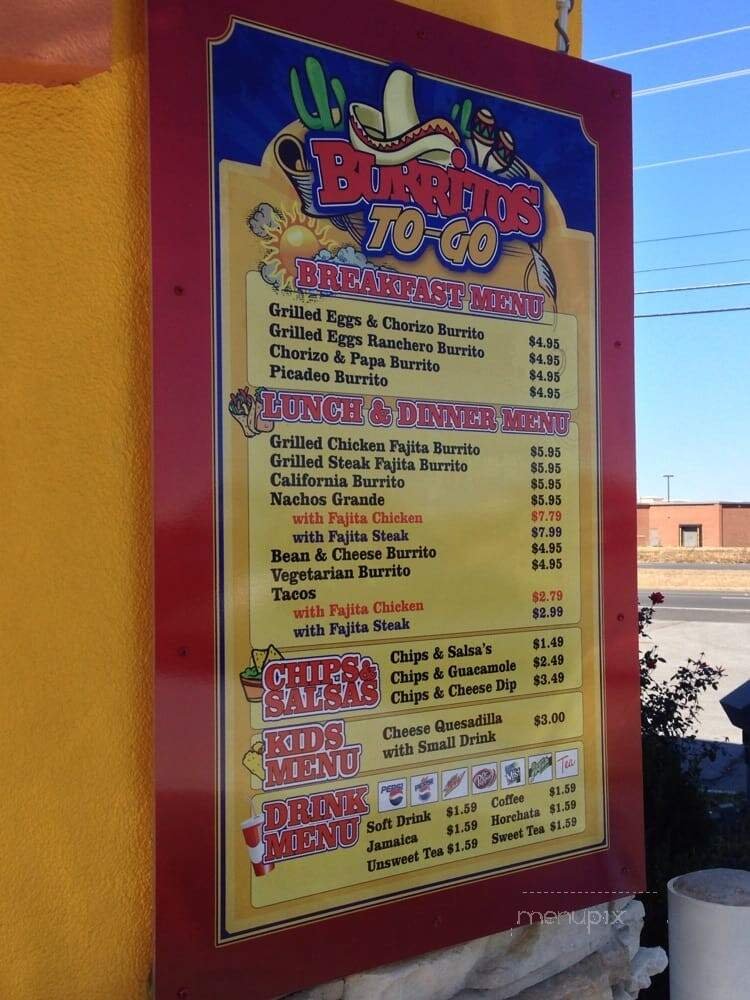 BURRITOS
TO-GO
BREAKFAST MENU
Grilled Eggs & Chorizo Burrito $4.95
Grilled Eggs Ranchero Burrito $4.95
Chorizo & Papa Burrito $4.95
Picadeo Burrito $4.95
LUNCH & DINNER MENU
Grilled Chicken Fajita Burrito $5.95
Grilled Steak Fajita Burrito $5.95
California Burrito $5.95
Nachos Grande $5.95
with Fajita Chicken $7.79
with Fajita Steak $7.99
Bean & Cheese Burrito $4.95
Vegetarian Burrito $4.95
Tacos
with Fajita Chicken $2.79
with Fajita Steak $2.99
CHIPS & SALSAS
Chips & Salsa's $1.49
Chips & Guacamole $2.49
Chips & Cheese Dip $3.49
KIDS MENU
Cheese Quesadilla $3.00
with Small Drink
DRINK MENU
PEPSI
Tea
Soft Drink $1.59 Coffee $1.59
Jamaica $1.59 Horchata $1.59
Unsweet Tea $1.59 Sweet Tea $1.59
menupix